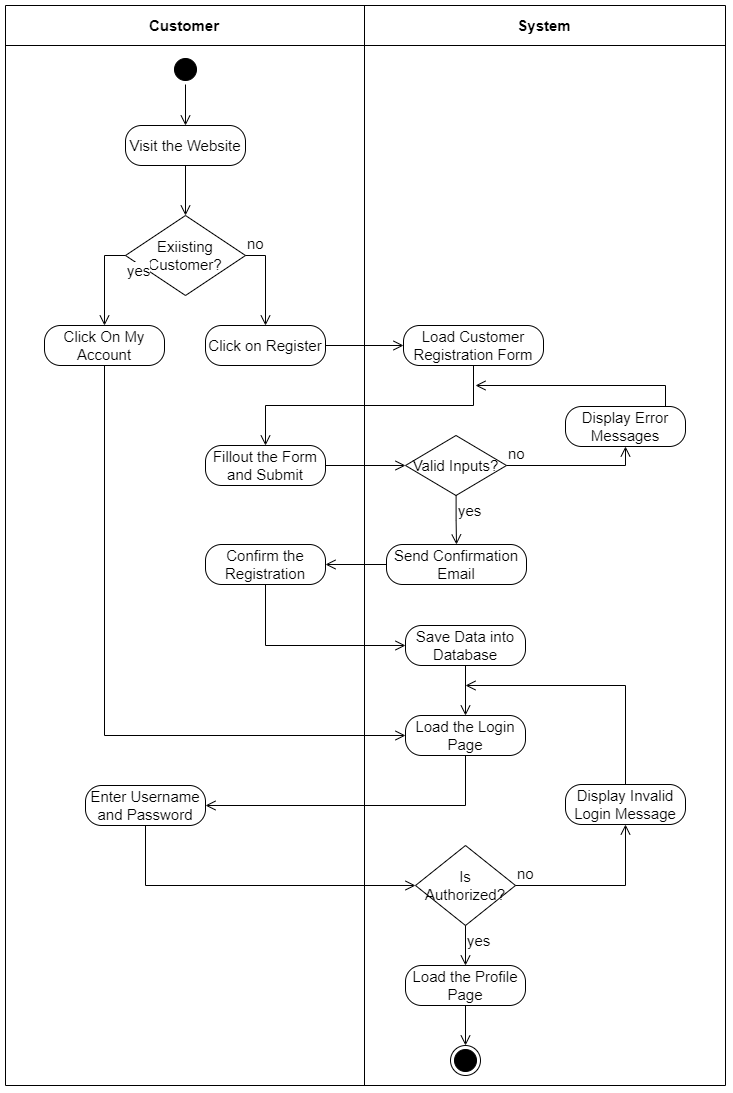 Customer
System
Visit the Website
Exiisting
Customer?
yes
no
Click On My
Account
Click on Register
Load Customer
Registration Form
Display Error
Messages
Fillout the Form
and Submit
Valid Inputs?
no
yes
Confirm the
Registration
Send Confirmation
Email
Save Data into
Database
Load the Login
Page
Enter Username
and Password
Display Invalid
Login Message
Is
Authorized?
no
yes
Load the Profile
Page